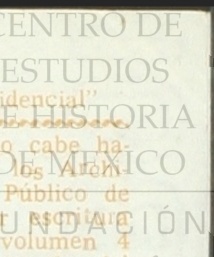 CENTRO DE
ESTUDIOS
idencial"
DE HISTORIA
o cabe ha-
los Archi-
DE MÉXICO
Público de
FUNDACIÓN
r escritura
volumen 4